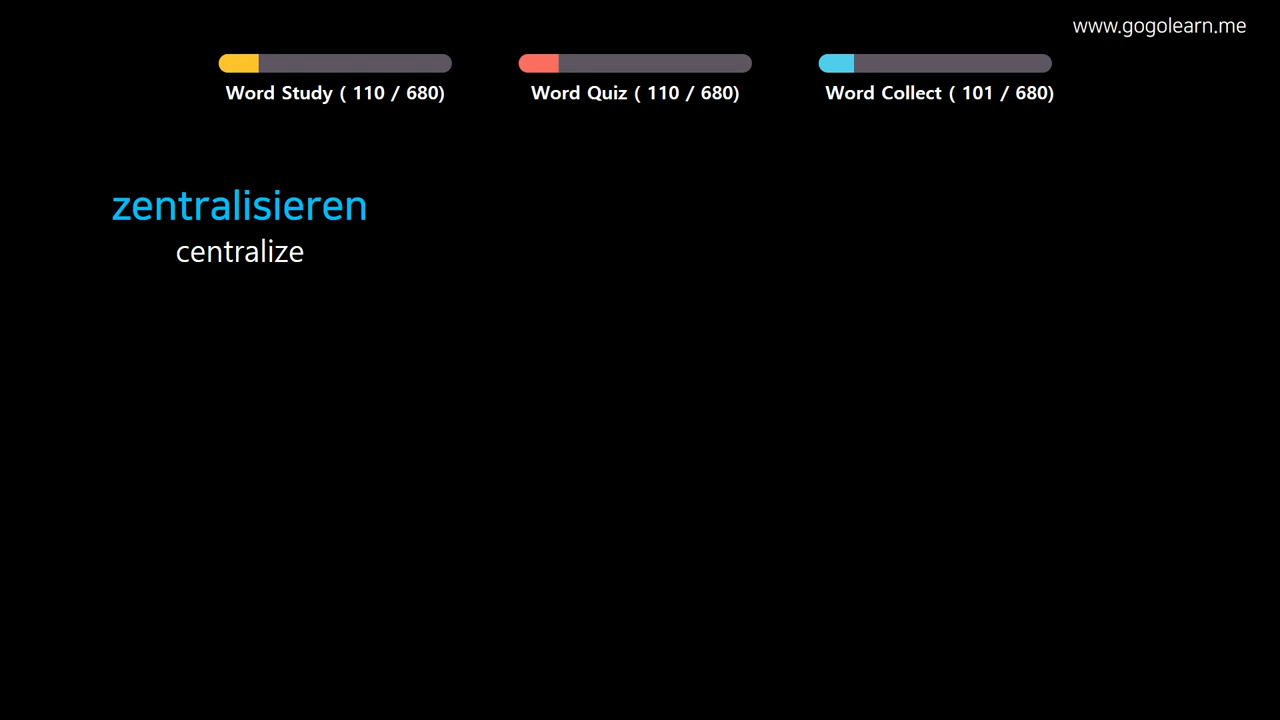 www.gogolearn.me
Word Study ( 110 / 680)
Word Quiz ( 110 / 680)
Word Collect ( 101 / 680)
zentralisieren
centralize